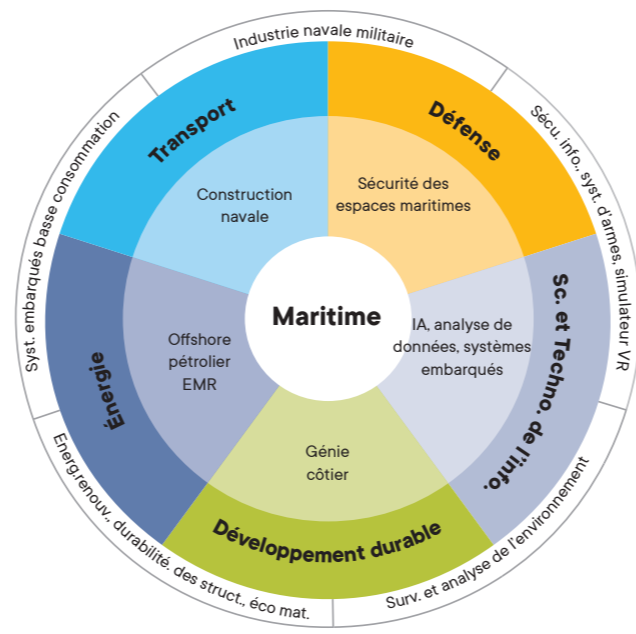 Industrie navale militaire
Sécu. info., syst. d'armes, simulateur VR
Surv. et analyse de l'environnement
Energ.renouv., durabilité. des struct., éco mat.
Syst. embarqués basse consommation
Transport
Défense
Sc. et Techno. de l'info.
Développement durable
Énergie
Construction
navale
Sécurité des
espaces maritimes
IA, analyse de
données, systèmes
embarqués
Génie
côtier
Offshore
pétrolier
EMR
Maritime